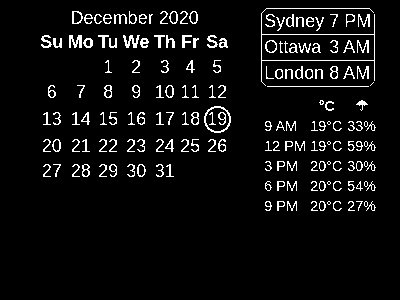 December 2020
Su Mo Tu We Th Fr Sa
1 2 3 4 5
6 7 8 9 10 11 12
13 14 15 16 17 18 19
20 21 22 23 24 25 26
27 28 29 30 31
Sydney 7 PM
Ottawa 3 AM
London 8 AM
°C ☂
9 AM 19°C 33%
12 PM 19°C 59%
3 PM 20°C 30%
6 PM 20°C 54%
9 PM 20°C 27%